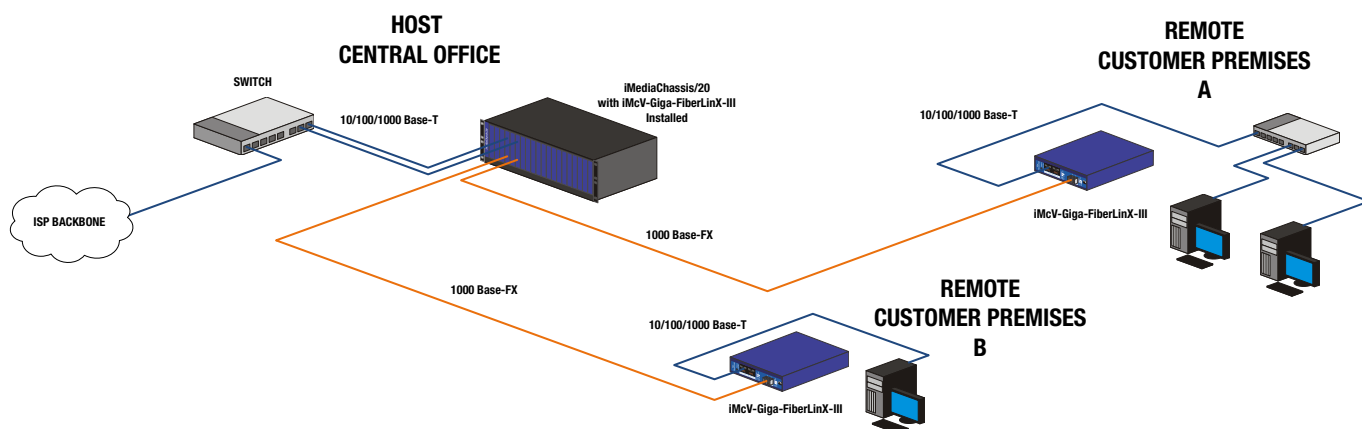 HOST
CENTRAL OFFICE
SWITCH
10/100/1000 Base-T
iMediaChassis/20
with iMcV-Giga-FiberLinX-III
Installed
ISP BACKBONE
1000 Base-FX
1000 Base-FX
REMOTE
CUSTOMER PREMISES
A
10/100/1000 Base-T
iMcV-Giga-FiberLinX-III
REMOTE
CUSTOMER PREMISES
B
10/100/1000 Base-T
iMcV-Giga-FiberLinX-III